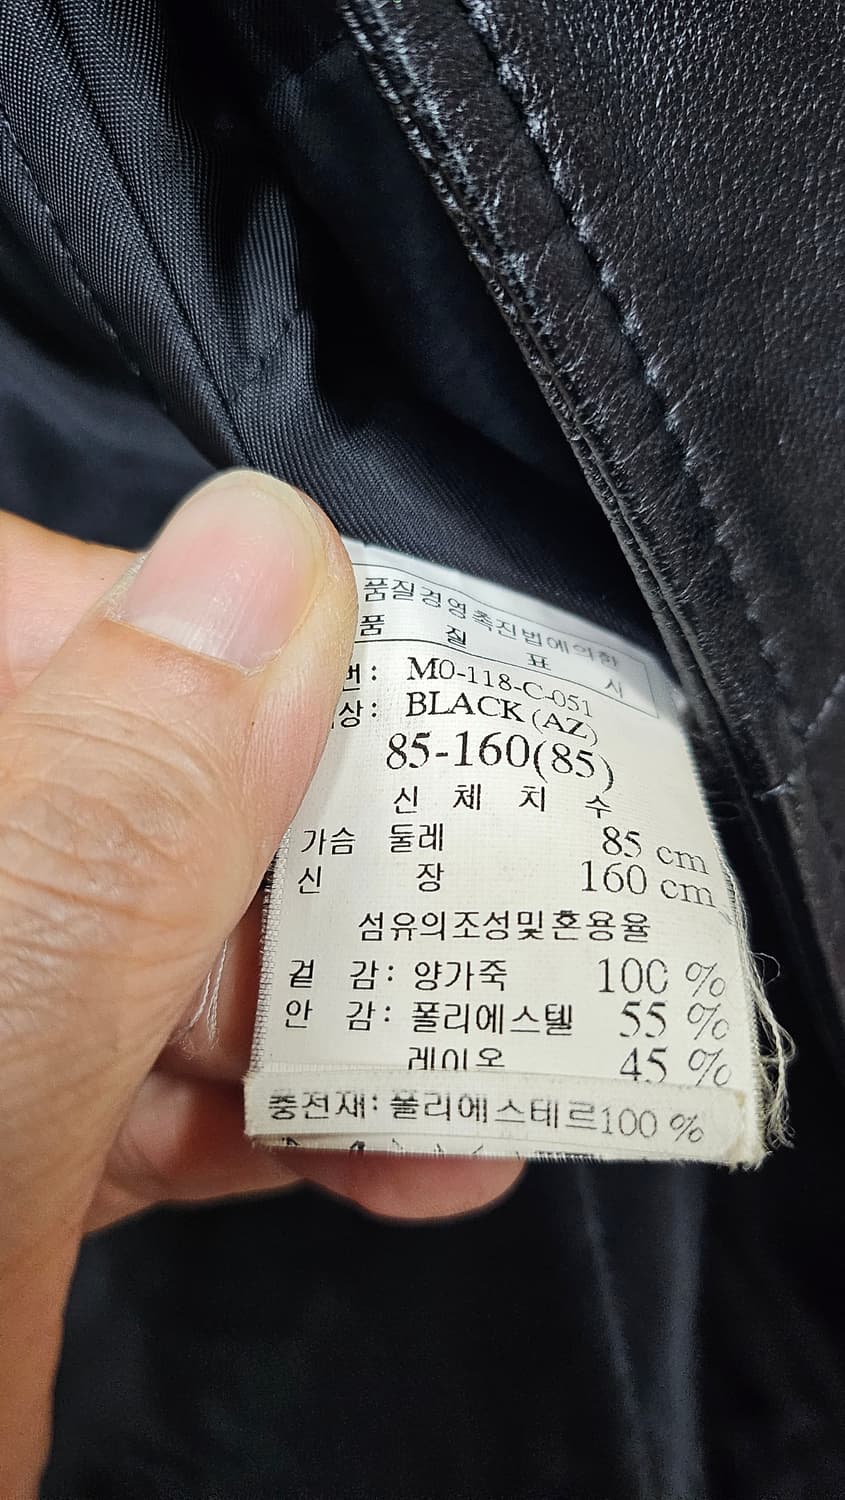 품질경영촉진법에의한
품 질 표 시
번: M0-118-C-051
상: BLACK (AZ)
85-160(85)
신 체 치 수
가슴 둘레 85 cm
신 장 160 cm
섬유의조성및혼용율
겉 감: 양가죽 100 %
안 감: 폴리에스텔 55 %
레이온 45 %
충전재: 폴리에스테르100 %